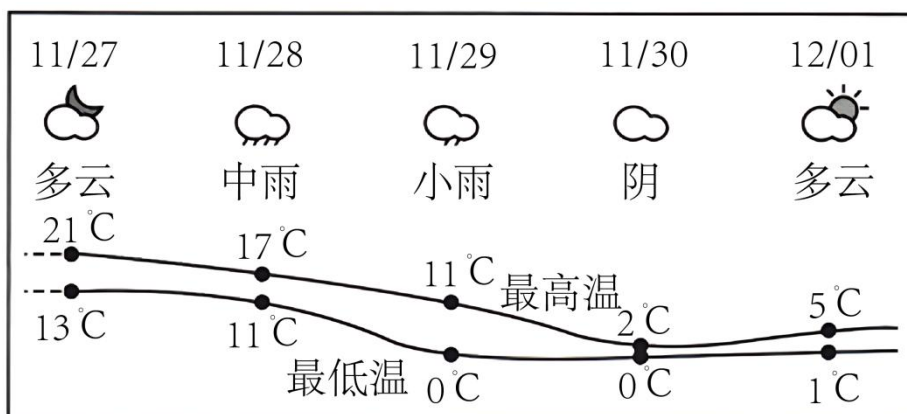 11/27 11/28 11/29 11/30 12/01
多云 中雨 小雨 阴 多云
21℃ 17℃ 11℃ 最高温 2℃ 5℃
13℃ 11℃ 最低温 0℃ 0℃ 1℃